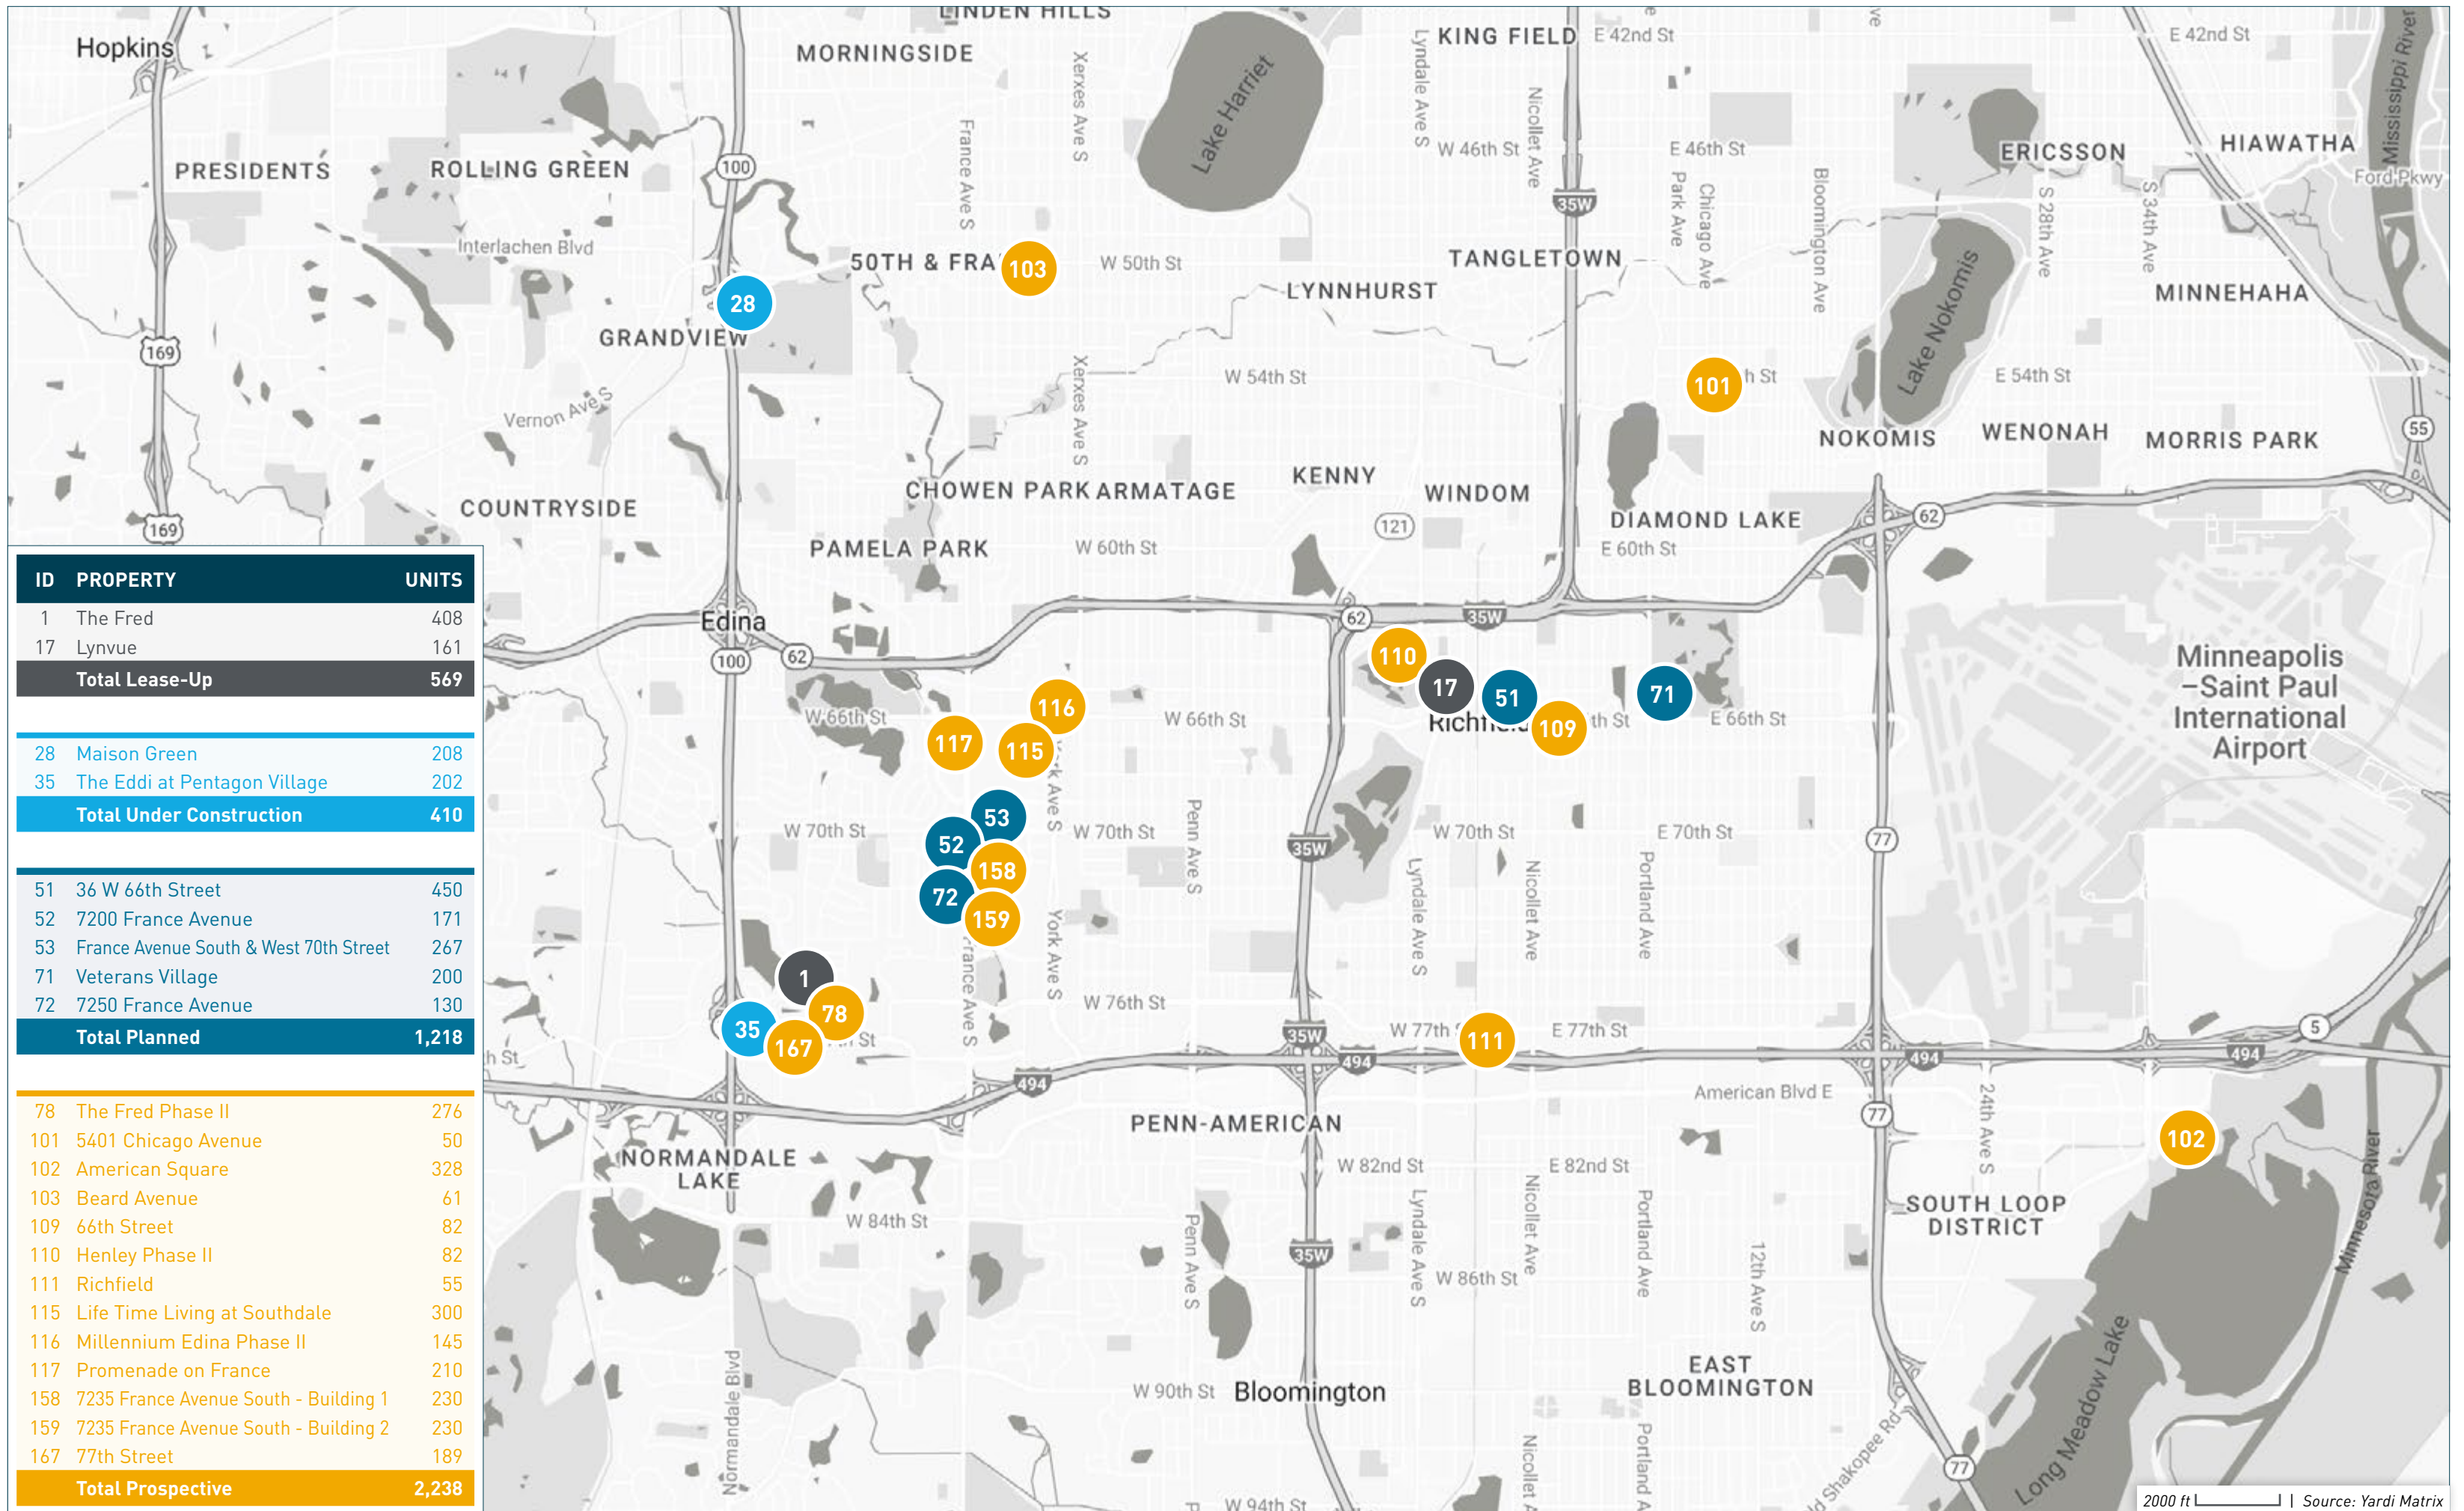 LINDEN HILLS
Hopkins
MORNINGSIDE
Xerxes Ave S
Lake Harriet
Lyndale Ave S
KING FIELD
E 42nd St
E 42nd St
Mississippi River
France Ave S
Nicollet Ave
W 46th St
E 46th St
ERICSSON
HIAWATHA
PRESIDENTS
ROLLING GREEN
100
35W
Park Ave
Chicago Ave
Bloomington Ave
S 28th Ave
S 34th Ave
Ford Pkwy
Interlachen Blvd
50TH & FRA
103
W 50th St
TANGLETOWN
Lake Nokomis
28
LYNNHURST
MINNEHAHA
GRANDVIEW
169
Xerxes Ave S
W 54th St
101
h St
E 54th St
Vernon Ave S
55
NOKOMIS
WENONAH
MORRIS PARK
COUNTRYSIDE
CHOWEN PARK
ARMATAGE
KENNY
WINDOM
169
121
DIAMOND LAKE
62
PAMELA PARK
W 60th St
E 60th St
Edina
62
35W
100
62
110
17
51
71
Minneapolis
–Saint Paul
International
Airport
116
W 66th St
W 66th St
Richfield
109
th St
E 66th St
117
115
rk Ave S
53
W 70th St
W 70th St
Penn Ave S
W 70th St
E 70th St
77
52
35W
158
Lyndale Ave S
Nicollet Ave
Portland Ave
72
159
rance Ave S
York Ave S
1
W 76th St
78
35
167
h St
th St
35W
W 77th
111
E 77th St
5
494
494
494
494
American Blvd E
77
24th Ave S
PENN-AMERICAN
102
NORMANDALE
LAKE
W 82nd St
E 82nd St
Minnesota River
W 84th St
Penn Ave S
35W
Lyndale Ave S
Nicollet Ave
Portland Ave
12th Ave S
SOUTH LOOP
DISTRICT
W 86th St
Normandale Blvd
W 90th St
Bloomington
EAST
BLOOMINGTON
Long Meadow Lake
d Shakopee Rd
Nicollet A
Portland A
77
W 94th St
ID PROPERTY UNITS
1 The Fred 408
17 Lynvue 161
Total Lease-Up 569
28 Maison Green 208
35 The Eddi at Pentagon Village 202
Total Under Construction 410
51 36 W 66th Street 450
52 7200 France Avenue 171
53 France Avenue South & West 70th Street 267
71 Veterans Village 200
72 7250 France Avenue 130
Total Planned 1,218
78 The Fred Phase II 276
101 5401 Chicago Avenue 50
102 American Square 328
103 Beard Avenue 61
109 66th Street 82
110 Henley Phase II 82
111 Richfield 55
115 Life Time Living at Southdale 300
116 Millennium Edina Phase II 145
117 Promenade on France 210
158 7235 France Avenue South - Building 1 230
159 7235 France Avenue South - Building 2 230
167 77th Street 189
Total Prospective 2,238
2000 ft | Source: Yardi Matrix